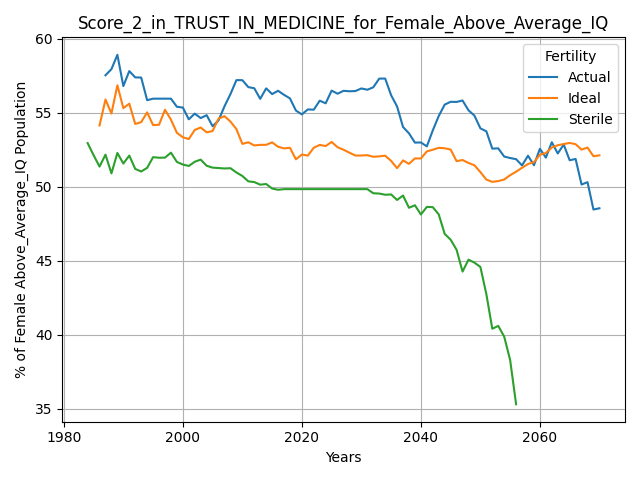 Score_2_in_TRUST_IN_MEDICINE_for_Female_Above_Average_IQ
% of Female Above_Average_IQ Population
60
55
50
45
40
35
Fertility
Actual
Ideal
Sterile
1980
2000
2020
2040
2060
Years